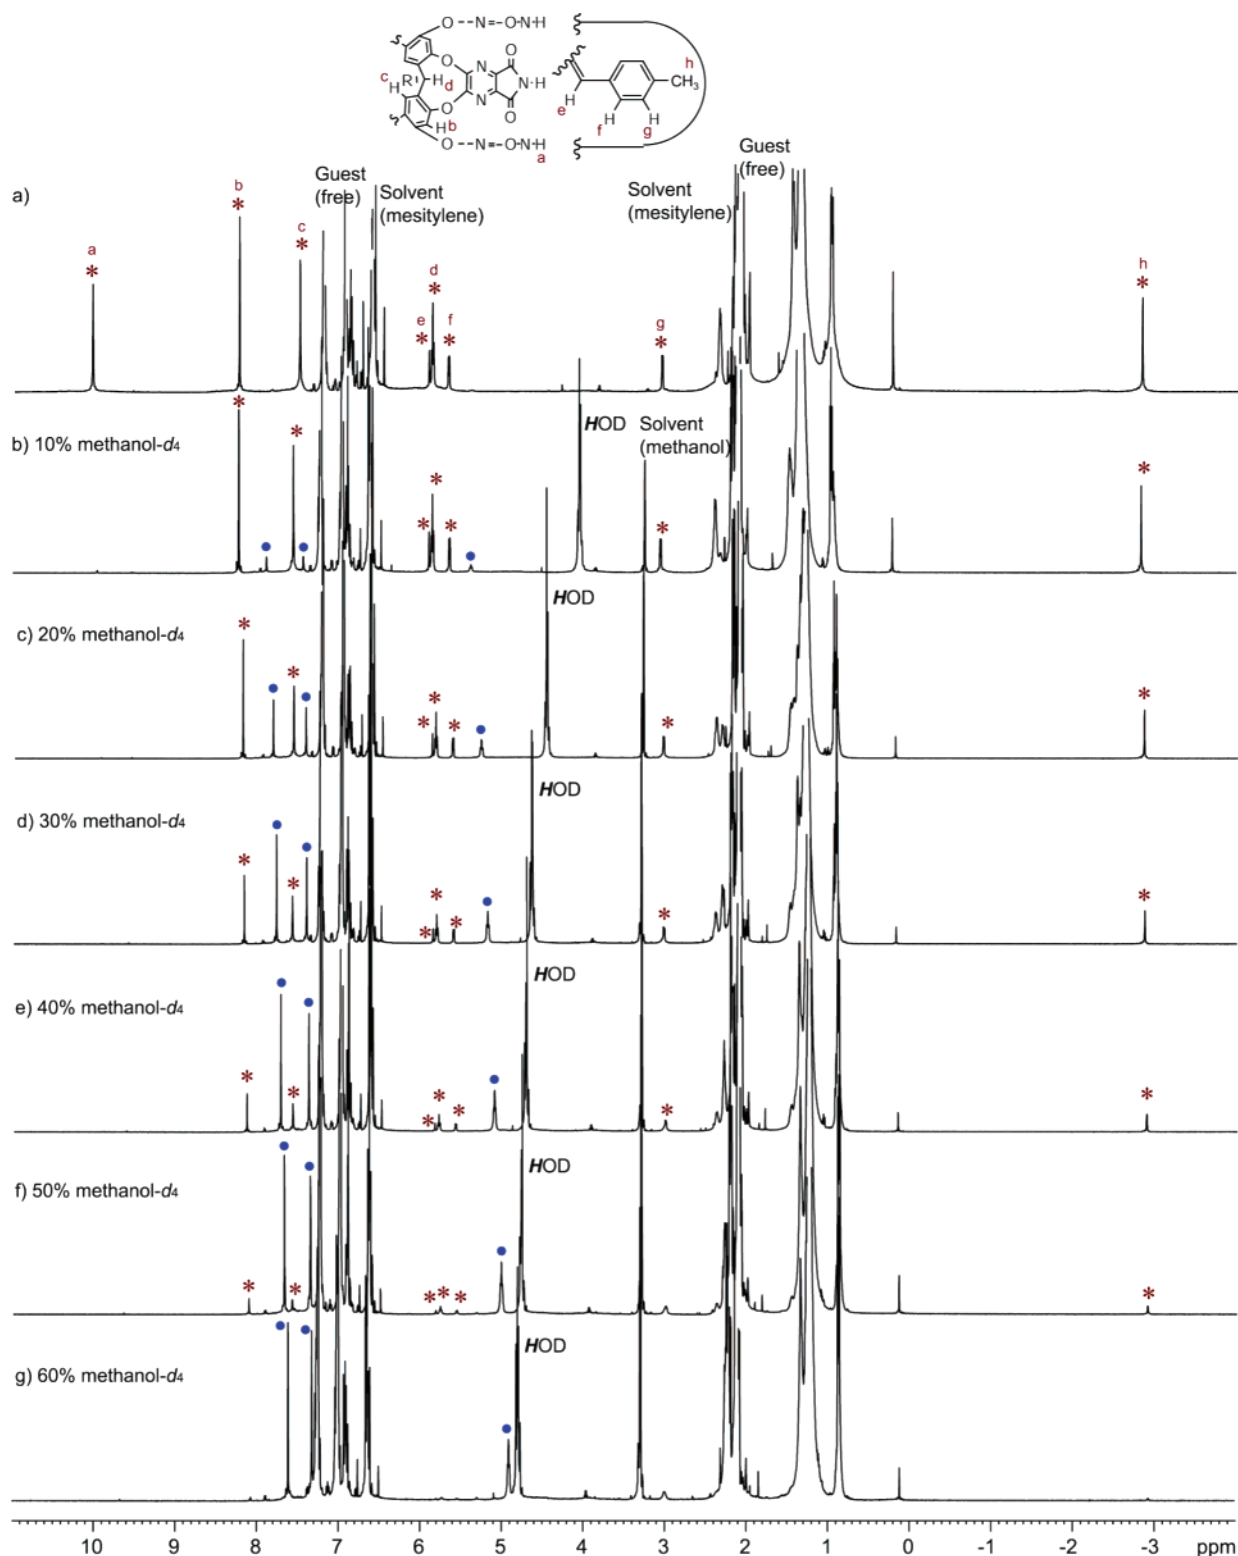 O --N=-O-N-H
O
O
N
c
R'
H
H
d
N-H
h
CH₃
O
N
O
H
b
H
e
H
f
H
g
O --N=-O-N-H
a
a)
Guest
(free)
Solvent
(mesitylene)
Solvent
(mesitylene)
Guest
(free)
a
*
b
*
c
*
e
*
d
*
f
*
g
*
h
*
b) 10% methanol-d4
HOD
Solvent
(methanol)
* * * * * * *
c) 20% methanol-d4
HOD
* * * * * * *
d) 30% methanol-d4
HOD
* * * * * * *
e) 40% methanol-d4
HOD
* * * * * * *
f) 50% methanol-d4
HOD
* * * * * *
g) 60% methanol-d4
HOD
10 9 8 7 6 5 4 3 2 1 0 -1 -2 -3 ppm